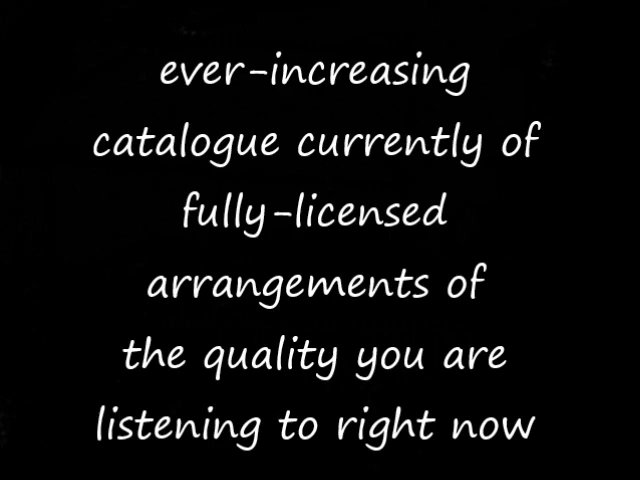 ever-increasing
catalogue currently of
fully-licensed
arrangements of
the quality you are
listening to right now